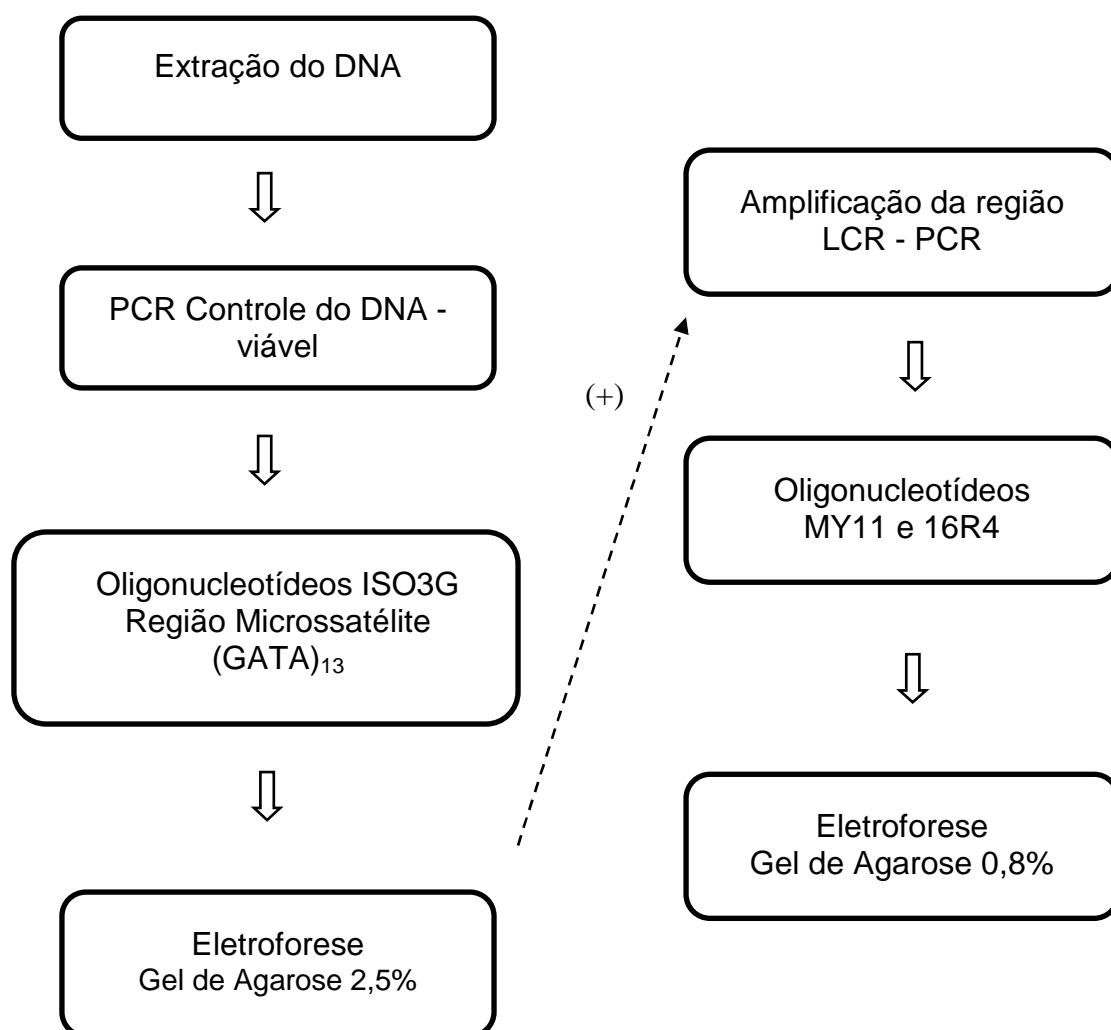 Extração do DNA
PCR Controle do DNA -
viável
Oligonucleotídeos ISO3G
Região Microssatélite
(GATA)₁₃
Eletroforese
Gel de Agarose 2,5%
(+)
Amplificação da região
LCR - PCR
Oligonucleotídeos
MY11 e 16R4
Eletroforese
Gel de Agarose 0,8%